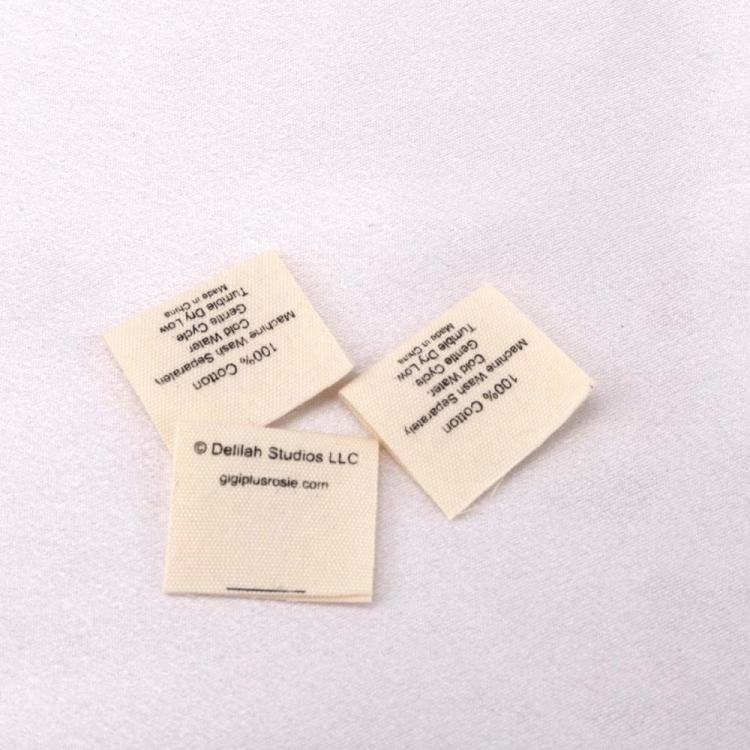 100% Cotton
Machine Wash Separately
Cold Water
Gentle Cycle
Tumble Dry Low
Made in China
100% Cotton
Machine Wash Separately
Cold Water.
Gentle Cycle
Tumble Dry Low
Made in China
© Delilah Studios LLC
gigiplusrosie.com